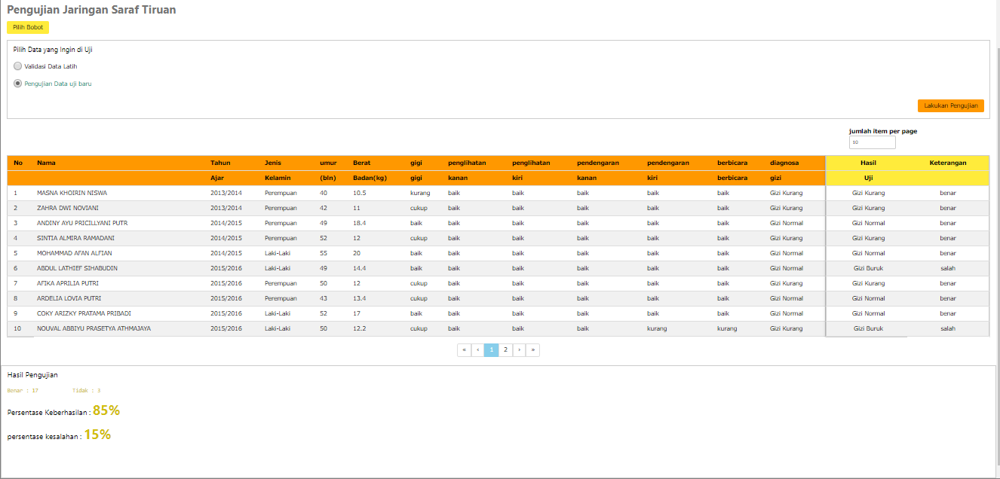 Pengujian Jaringan Saraf Tiruan
Pilih Bobot
Pilih Data yang Ingin di Uji
Validasi Data Latih
Pengujian Data uji baru
Lakukan Pengujian
jumlah item per page
10
No Nama Tahun Jenis umur Berat gigi penglihatan penglihatan pendengaran pendengaran berbicara diagnosa Hasil Keterangan
Ajar Kelamin (bln) Badan(kg) gigi kanan kiri kanan kiri berbicara gizi Uji
1 MASNA KHOIRIN NISWA 2013/2014 Perempuan 40 10.5 kurang baik baik baik baik baik Gizi Kurang Gizi Kurang benar
2 ZAHRA DWI NOVIANI 2013/2014 Perempuan 42 11 cukup baik baik baik baik baik Gizi Kurang Gizi Kurang benar
3 ANDINY AYU PRICILLYANI PUTR 2014/2015 Perempuan 49 18.4 baik baik baik baik baik baik Gizi Normal Gizi Normal benar
4 SINTIA ALMIRA RAMADANI 2014/2015 Perempuan 52 12 cukup baik baik baik baik baik Gizi Kurang Gizi Kurang benar
5 MOHAMMAD AFAN ALFIAN 2014/2015 Laki-Laki 55 20 baik baik baik baik baik baik Gizi Normal Gizi Normal benar
6 ABDUL LATHIEF SIHABUDIN 2015/2016 Laki-Laki 49 14.4 baik baik baik baik baik baik Gizi Normal Gizi Buruk salah
7 AFIKA APRILIA PUTRI 2015/2016 Perempuan 50 12 cukup baik baik baik baik baik Gizi Kurang Gizi Kurang benar
8 ARDELIA LOVIA PUTRI 2015/2016 Perempuan 43 13.4 cukup baik baik baik baik baik Gizi Normal Gizi Normal benar
9 COKY ARIZKY PRATAMA PRIBADI 2015/2016 Laki-Laki 52 17 baik baik baik baik baik baik Gizi Normal Gizi Normal benar
10 NOUVAL ABBIYU PRASETYA ATHMAJAYA 2015/2016 Laki-Laki 50 12.2 cukup baik baik baik kurang kurang Gizi Kurang Gizi Buruk salah
« ‹ 1 2 › »
Hasil Pengujian
Benar : 17 Tidak : 3
Persentase Keberhasilan : 85%
persentase kesalahan : 15%